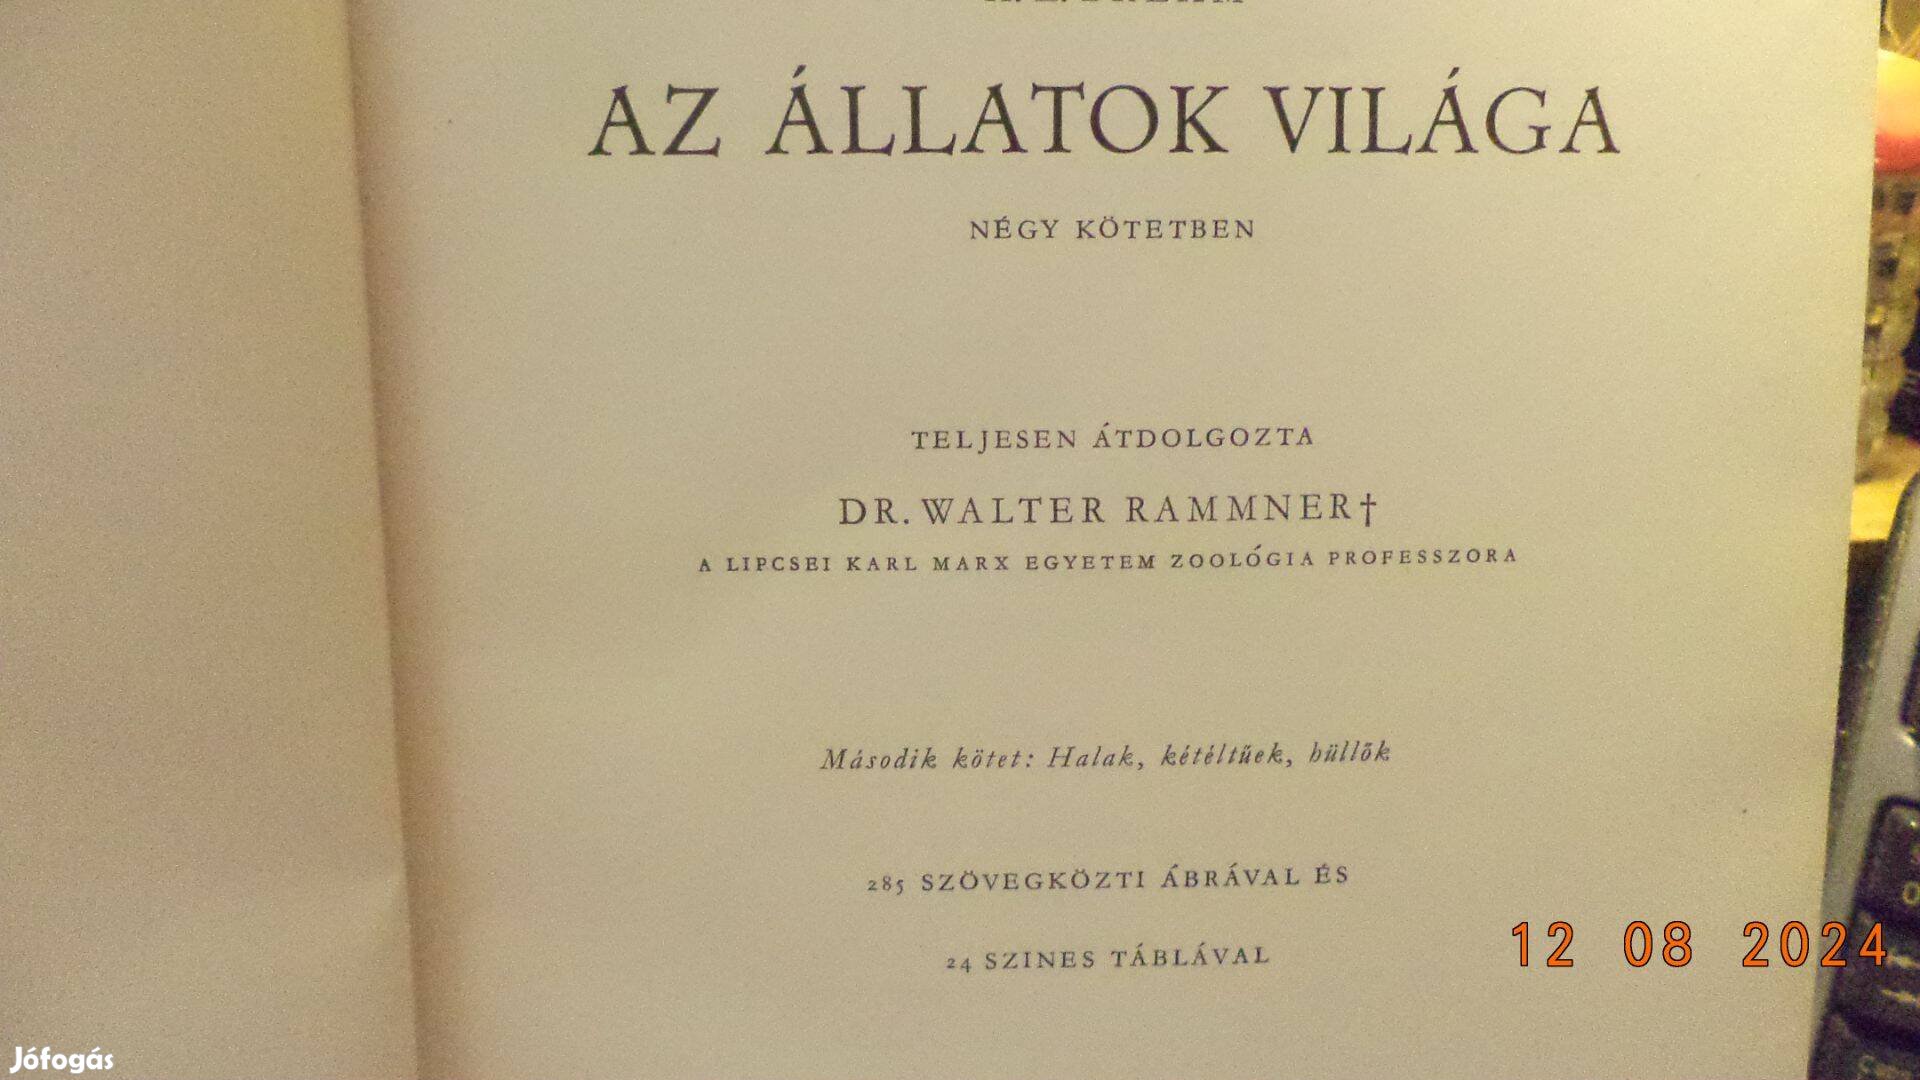 AZ ÁLLATOK VILÁGA
NÉGY KÖTETBEN
TELJESEN ÁTDOLGOZTA
DR. WALTER RAMMNER†
A LIPCSEI KARL MARX EGYETEM ZOOLÓGIA PROFESSZORA
Második kötet: Halak, kétéltűek, hüllők
285 SZÖVEGKÖZTI ÁBRÁVAL ÉS
24 SZINES TÁBLÁVAL
12 08 2024
Jófogás